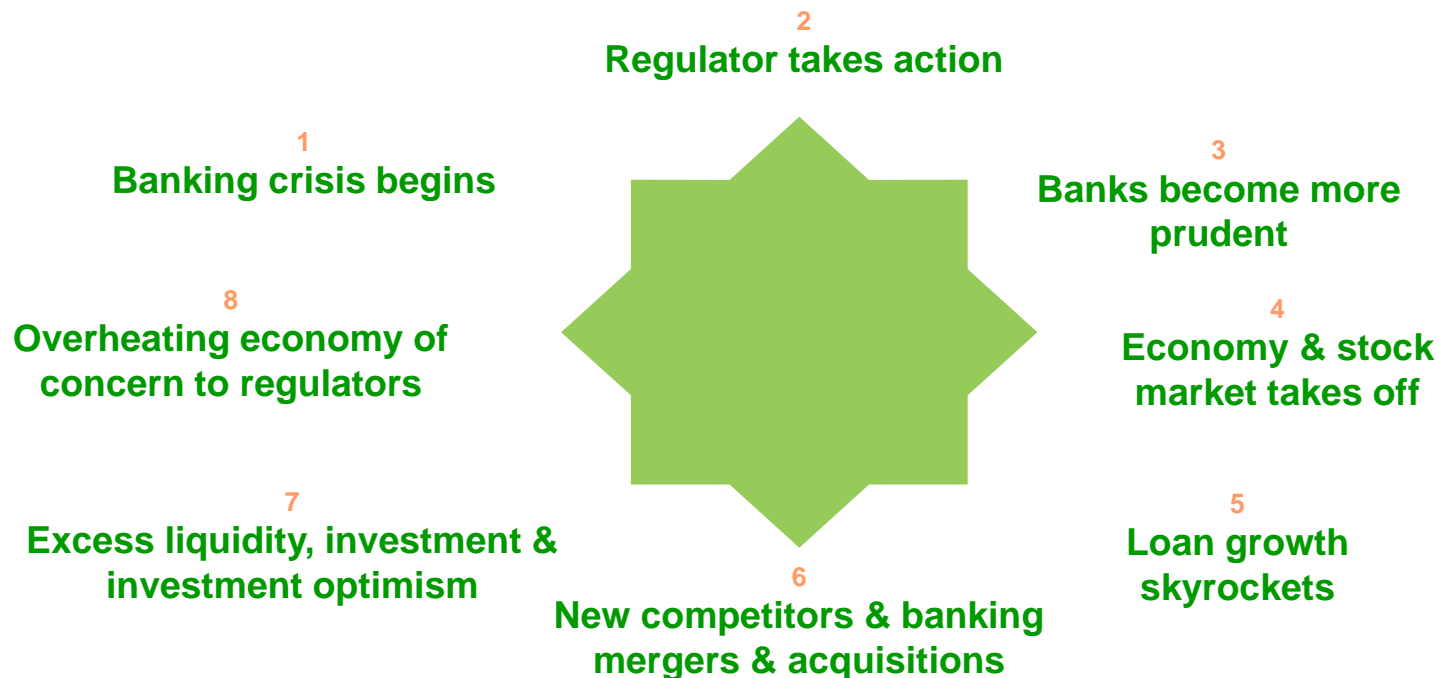 1
Banking crisis begins
2
Regulator takes action
3
Banks become more
prudent
4
Economy & stock
market takes off
5
Loan growth
skyrockets
6
New competitors & banking
mergers & acquisitions
7
Excess liquidity, investment &
investment optimism
8
Overheating economy of
concern to regulators